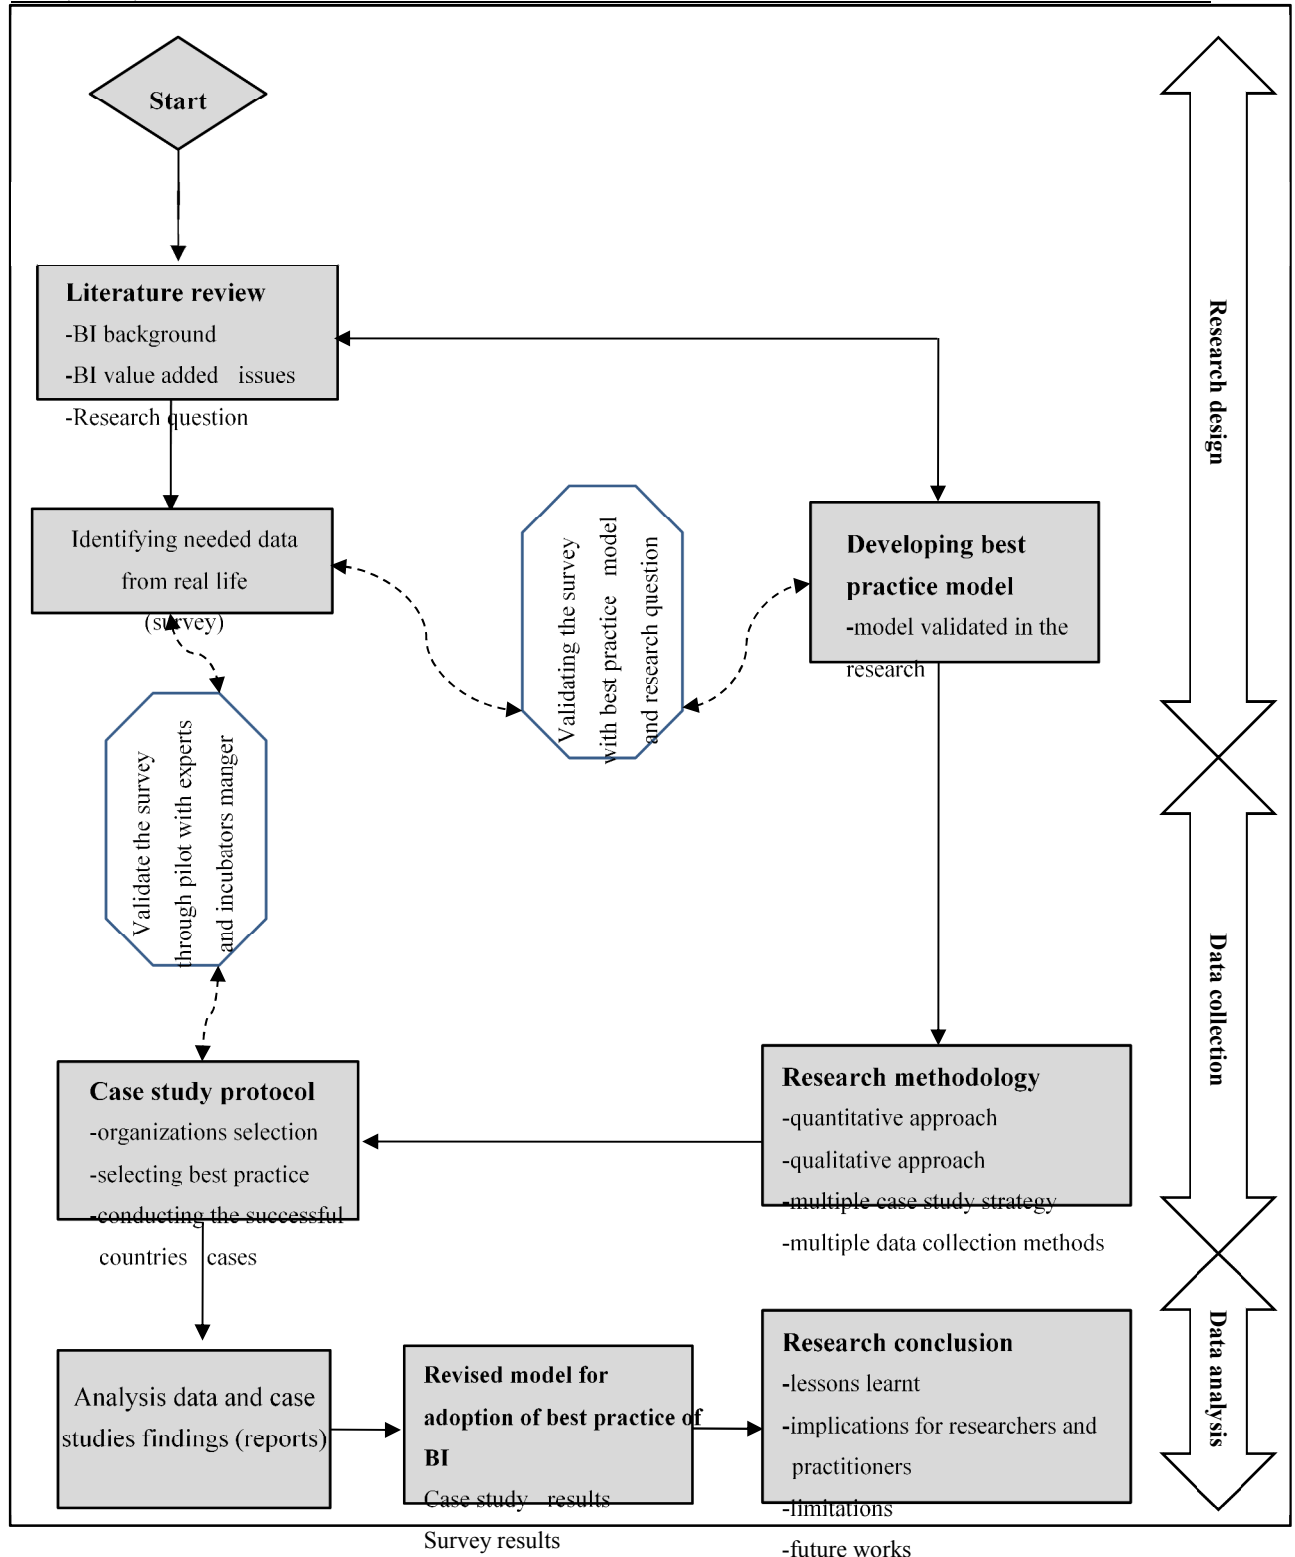 Start
Literature review
-BI background
-BI value added issues
-Research question
Identifying needed data
from real life
(survey)
Validating the survey
with best practice model
and research question
Developing best
practice model
-model validated in the
research
Research design
Validate the survey
through pilot with experts
and incubators manger
Data collection
Case study protocol
-organizations selection
-selecting best practice
-conducting the successful
countries cases
Research methodology
-quantitative approach
-qualitative approach
-multiple case study strategy
-multiple data collection methods
Analysis data and case
studies findings (reports)
Revised model for
adoption of best practice of
BI
Case study results
Survey results
Research conclusion
-lessons learnt
-implications for researchers and
practitioners
-limitations
-future works
Data analysis